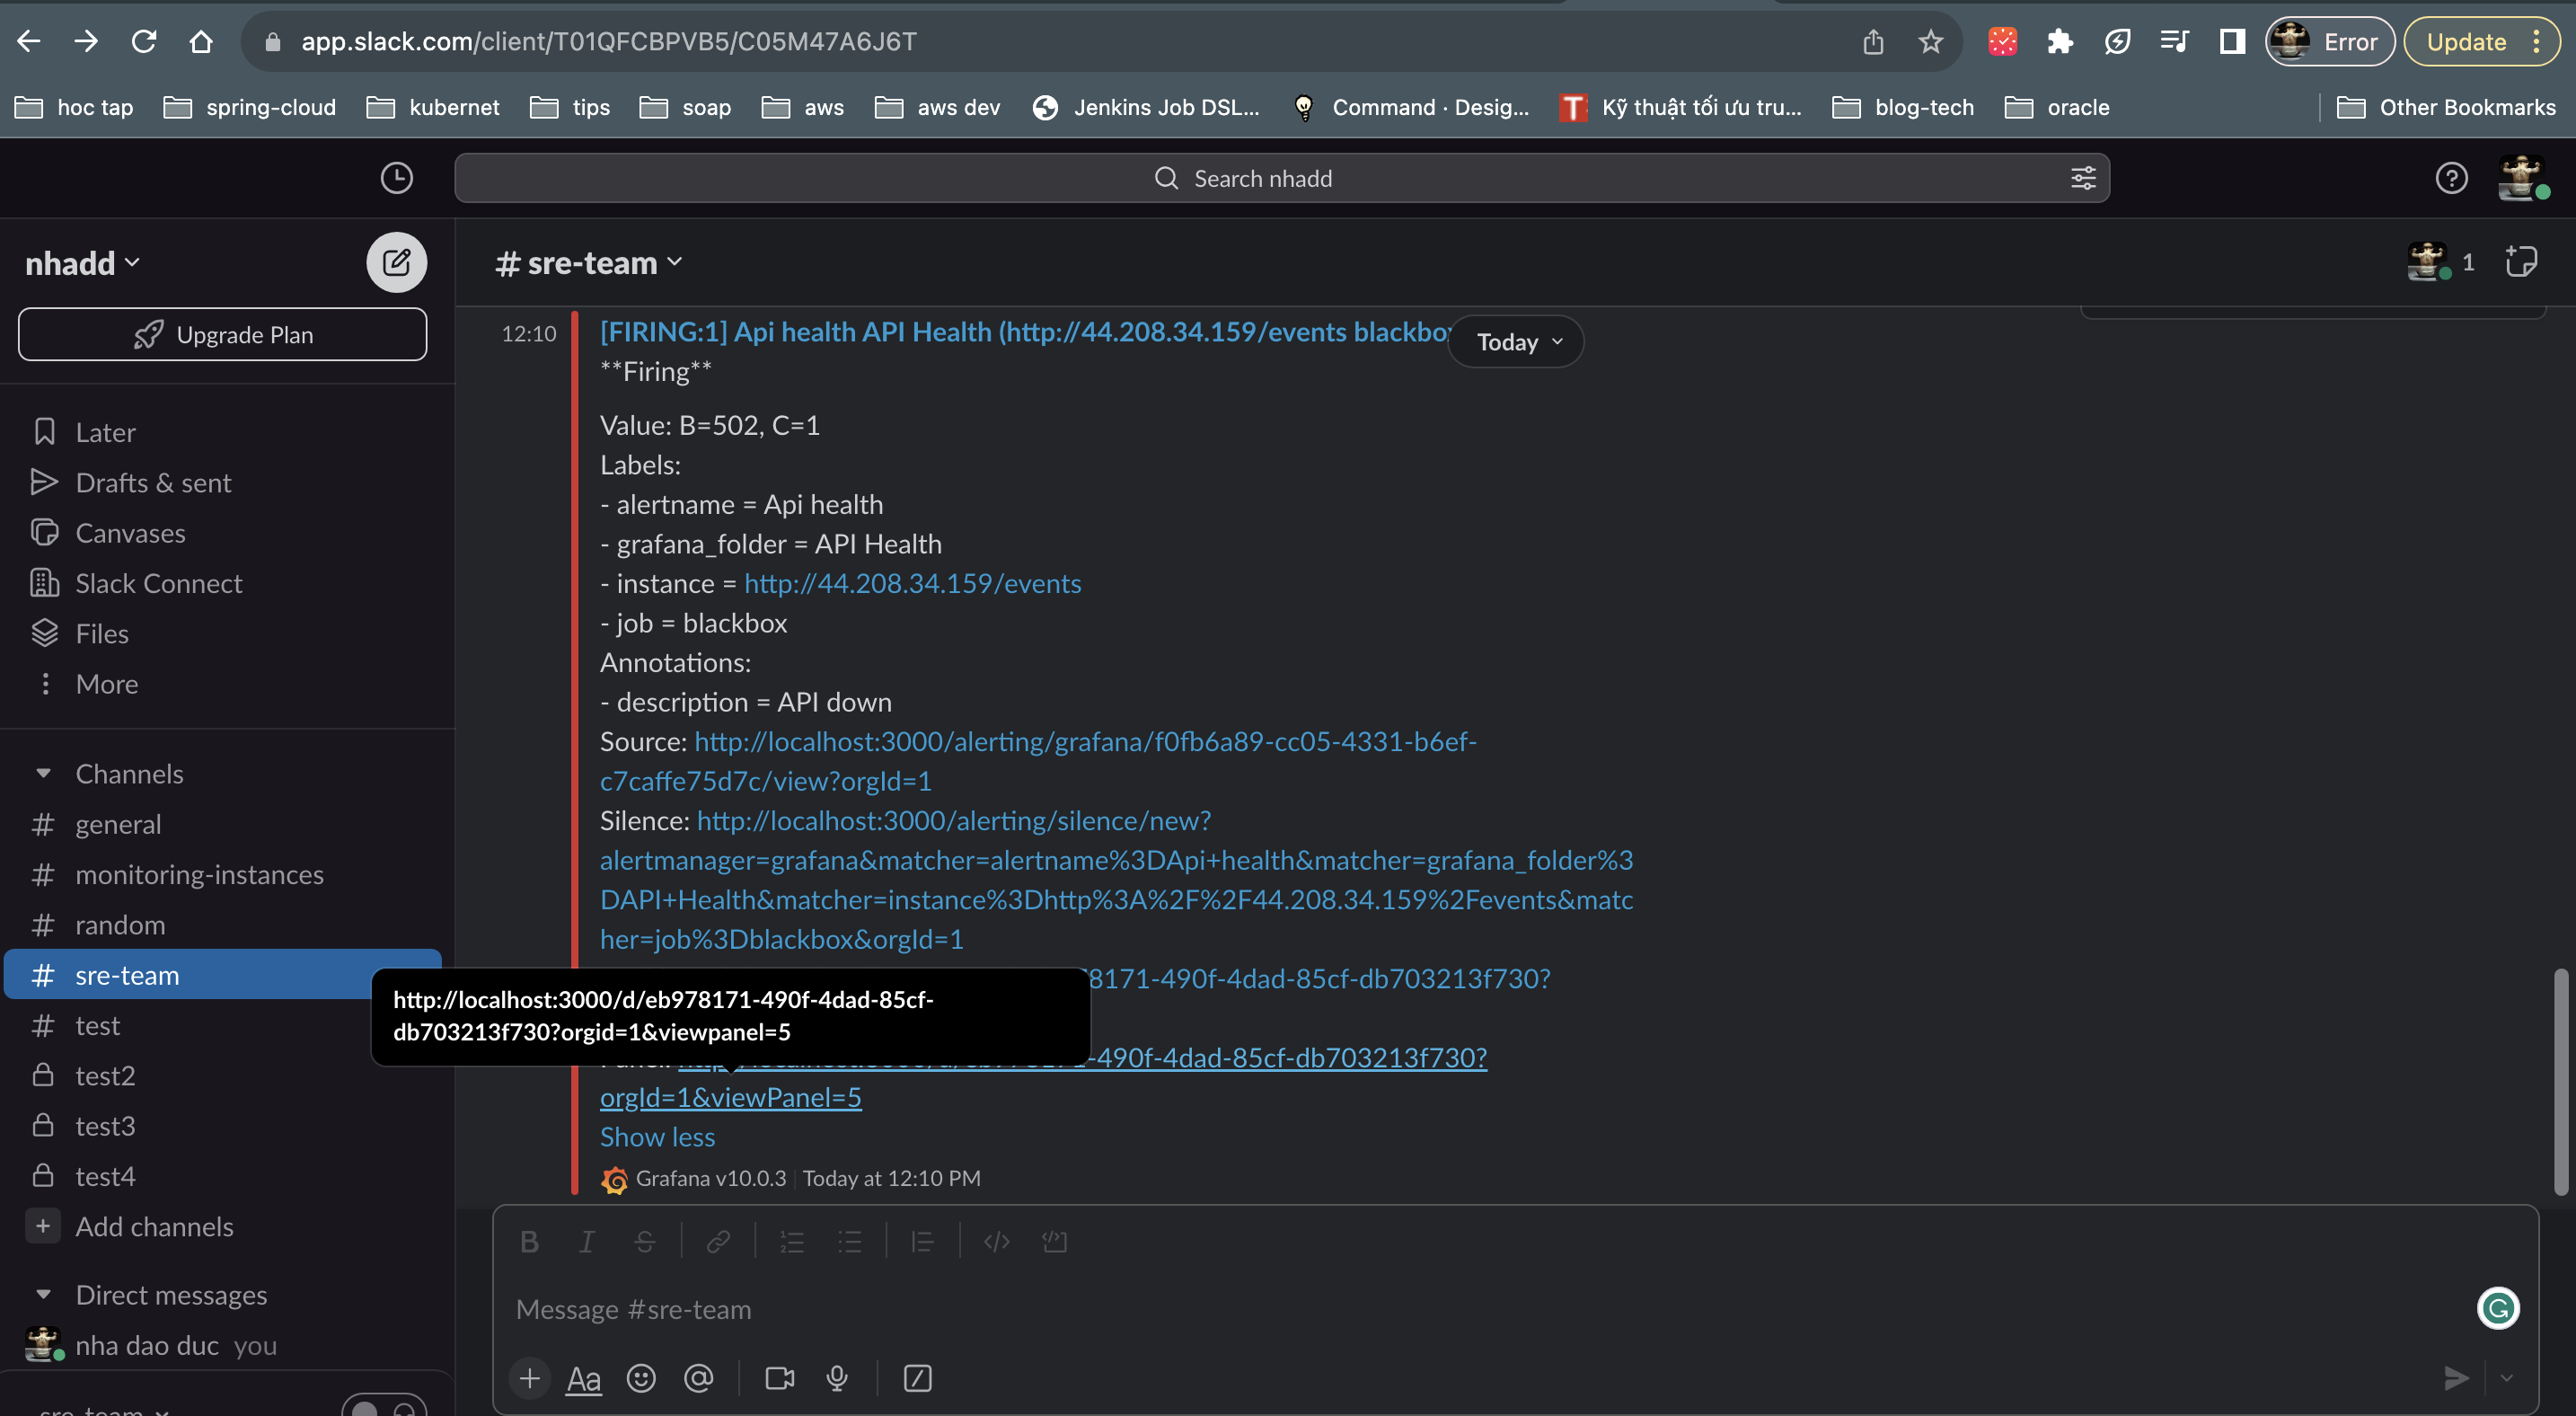 app.slack.com/client/T01QFCBPVB5/C05M47A6J6T
Error
Update
hoc tap
spring-cloud
kubernet
tips
soap
aws
aws dev
Jenkins Job DSL...
Command · Desig...
Kỹ thuật tối ưu tru...
blog-tech
oracle
Other Bookmarks
Search nhadd
nhadd
Upgrade Plan
Later
Drafts & sent
Canvases
Slack Connect
Files
More
Channels
# general
# monitoring-instances
# random
# sre-team
# test
test2
test3
test4
+ Add channels
Direct messages
nha dao duc you
# sre-team
1
Today
12:10
[FIRING:1] Api health API Health (http://44.208.34.159/events blackbox
**Firing**
Value: B=502, C=1
Labels:
- alertname = Api health
- grafana_folder = API Health
- instance = http://44.208.34.159/events
- job = blackbox
Annotations:
- description = API down
Source: http://localhost:3000/alerting/grafana/f0fb6a89-cc05-4331-b6ef-
c7caffe75d7c/view?orgId=1
Silence: http://localhost:3000/alerting/silence/new?
alertmanager=grafana&matcher=alertname%3DApi+health&matcher=grafana_folder%3
DAPI+Health&matcher=instance%3Dhttp%3A%2F%2F44.208.34.159%2Fevents&matc
her=job%3Dblackbox&orgId=1
8171-490f-4dad-85cf-db703213f730?
http://localhost:3000/d/eb978171-490f-4dad-85cf-
db703213f730?orgid=1&viewpanel=5
-490f-4dad-85cf-db703213f730?
orgId=1&viewPanel=5
Show less
Grafana v10.0.3 Today at 12:10 PM
Message #sre-team
Aa